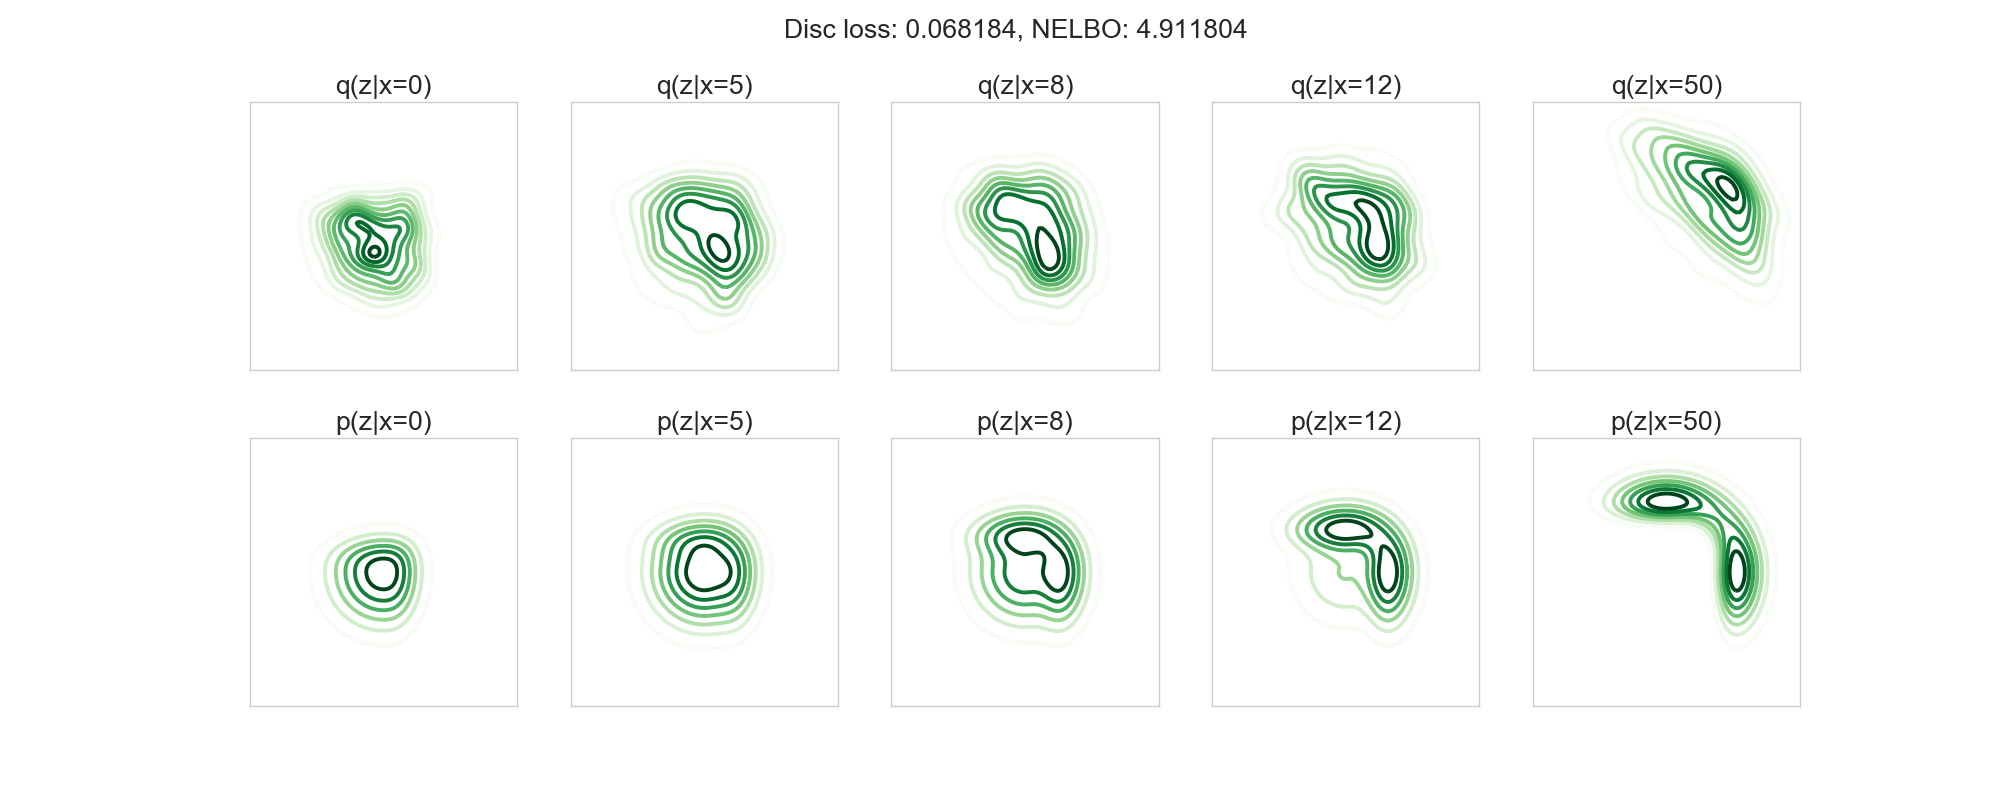 Disc loss: 0.068184, NELBO: 4.911804
q(z|x=0) q(z|x=5) q(z|x=8) q(z|x=12) q(z|x=50)
p(z|x=0) p(z|x=5) p(z|x=8) p(z|x=12) p(z|x=50)